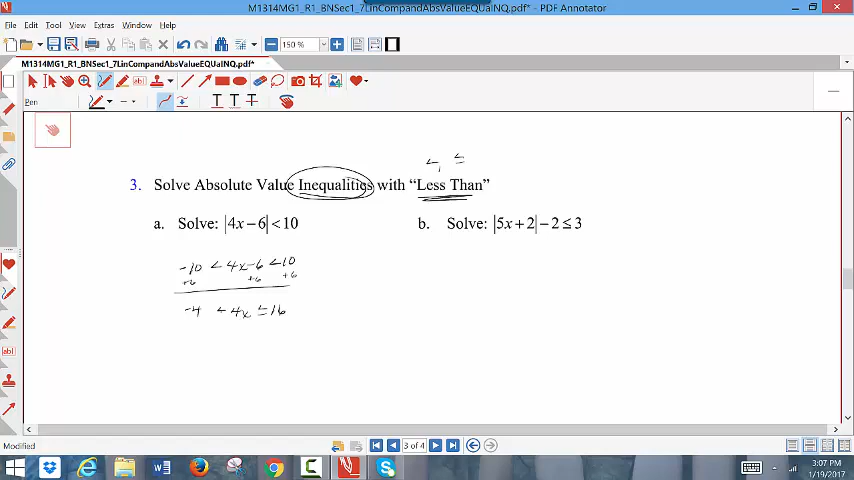 M1314MG1_R1_BNSec1_7LinCompandAbsValueEQUaINQ.pdf* - PDF Annotator
File Edit Tool View Extras Window Help
150 %
M1314MG1_R1_BNSec1_7LinCompandAbsValueEQUaINQ.pdf*
Pen
< ≤
3. Solve Absolute Value Inequalities with “Less Than”
a. Solve: |4x − 6| < 10 b. Solve: |5x + 2| − 2 ≤ 3
-10 < 4x-6 < 10
+6 +6 +6
-4 < 4x ≤ 16
3 of 4
Modified
3:07 PM
1/19/2017